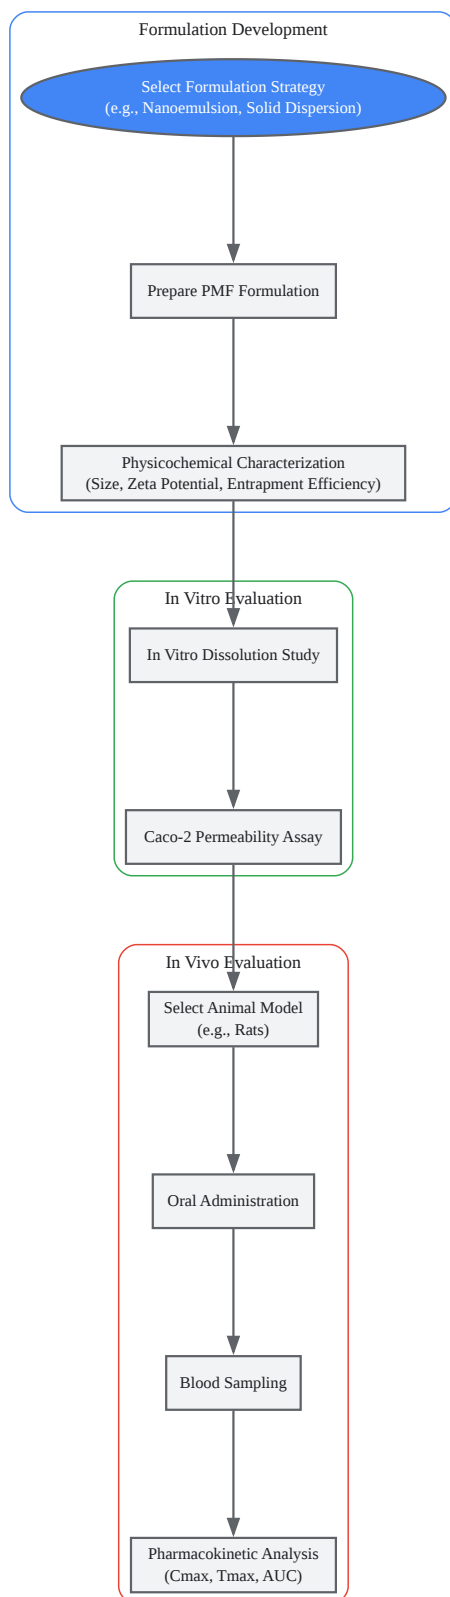 Formulation Development
Select Formulation Strategy
(e.g., Nanoemulsion, Solid Dispersion)
Prepare PMF Formulation
Physicochemical Characterization
(Size, Zeta Potential, Entrapment Efficiency)
In Vitro Evaluation
In Vitro Dissolution Study
Caco-2 Permeability Assay
In Vivo Evaluation
Select Animal Model
(e.g., Rats)
Oral Administration
Blood Sampling
Pharmacokinetic Analysis
(Cmax, Tmax, AUC)